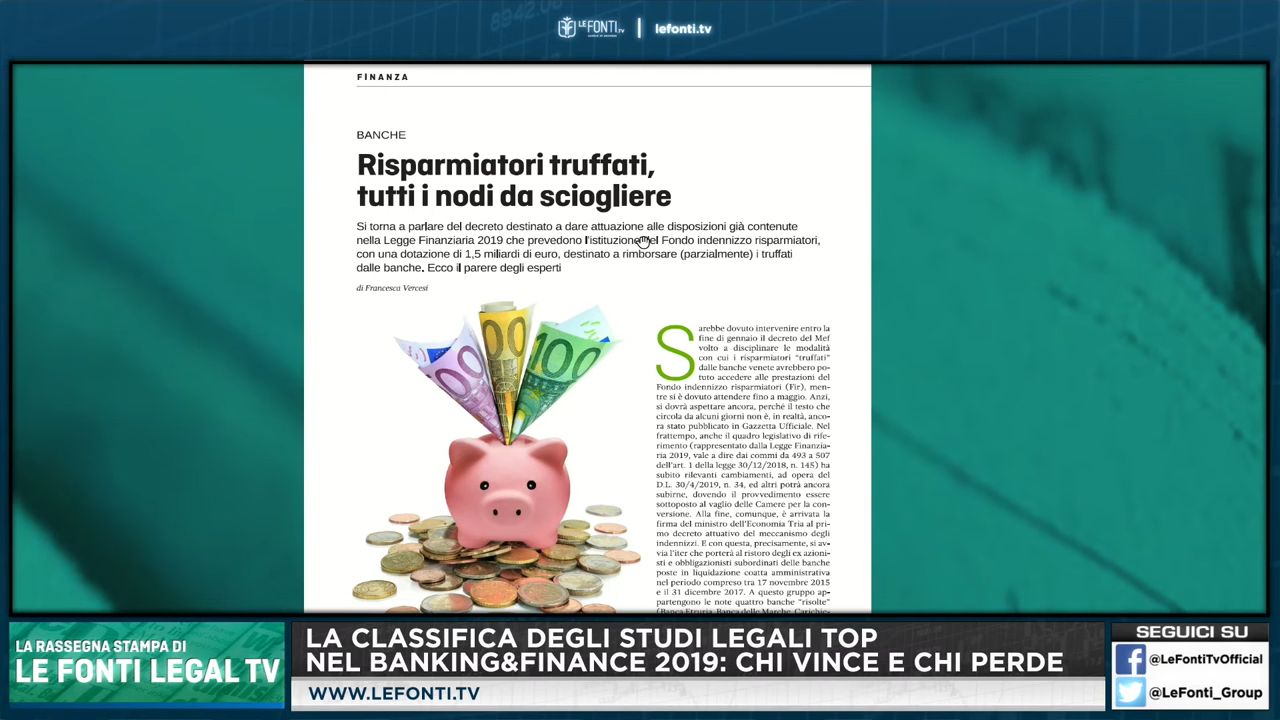 8942.06
LE FONTI.TV
lefonti.tv
FINANZA
BANCHE
Risparmiatori truffati,
tutti i nodi da sciogliere
Si torna a parlare del decreto destinato a dare attuazione alle disposizioni già contenute
nella Legge Finanziaria 2019 che prevedono l'istituzione del Fondo indennizzo risparmiatori,
con una dotazione di 1,5 miliardi di euro, destinato a rimborsare (parzialmente) i truffati
dalle banche. Ecco il parere degli esperti
di Francesca Vercesi
Sarebbe dovuto intervenire entro la
fine di gennaio il decreto del Mef
volto a disciplinare le modalità
con cui i risparmiatori "truffati"
dalle banche venete avrebbero po-
tuto accedere alle prestazioni del
Fondo indennizzo risparmiatori (Fir), men-
tre si è dovuto attendere fino a maggio. Anzi,
si dovrà aspettare ancora, perché il testo che
circola da alcuni giorni non è, in realtà, anco-
ra stato pubblicato in Gazzetta Ufficiale. Nel
frattempo, anche il quadro legislativo di rife-
rimento (rappresentato dalla Legge Finanzia-
ria 2019, vale a dire dai commi da 493 a 507
dell'art. 1 della legge 30/12/2018, n. 145) ha
subito rilevanti cambiamenti, ad opera del
D.L. 30/4/2019, n. 34, ed altri potrà ancora
subirne, dovendo il provvedimento essere
sottoposto al vaglio delle Camere per la con-
versione. Alla fine, comunque, è arrivata la
firma del ministro dell'Economia Tria al pri-
mo decreto attuativo del meccanismo degli
indennizzi. E con questa, precisamente, si av-
via l'iter che porterà al ristoro degli ex azioni-
sti e obbligazionisti subordinati delle banche
poste in liquidazione coatta amministrativa
nel periodo compreso tra 17 novembre 2015
e il 31 dicembre 2017. A questo gruppo ap-
partengono le note quattro banche "risolte"
(Banca Etruria, Banca delle Marche, Carichie-
100
LA RASSEGNA STAMPA DI
LE FONTI LEGAL TV
LA CLASSIFICA DEGLI STUDI LEGALI TOP
NEL BANKING&FINANCE 2019: CHI VINCE E CHI PERDE
WWW.LEFONTI.TV
SEGUICI SU
@LeFontiTvOfficial
@LeFonti_Group